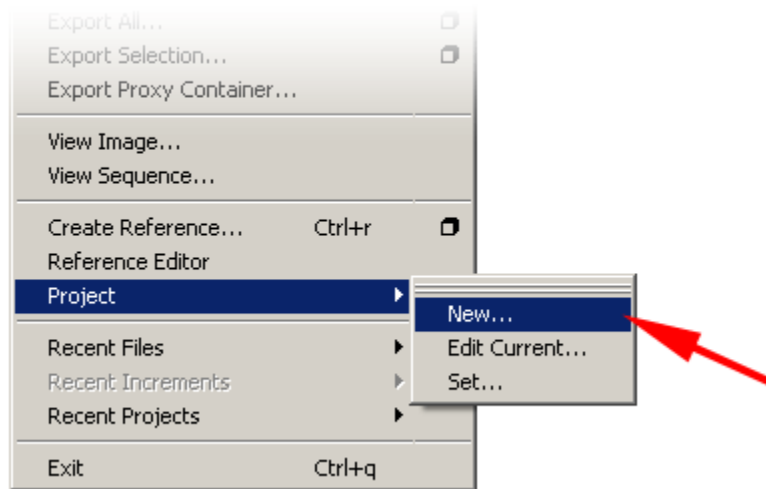 Export All...
Export Selection...
Export Proxy Container...
View Image...
View Sequence...
Create Reference... Ctrl+r
Reference Editor
Project
New...
Edit Current...
Set...
Recent Files
Recent Increments
Recent Projects
Exit Ctrl+q